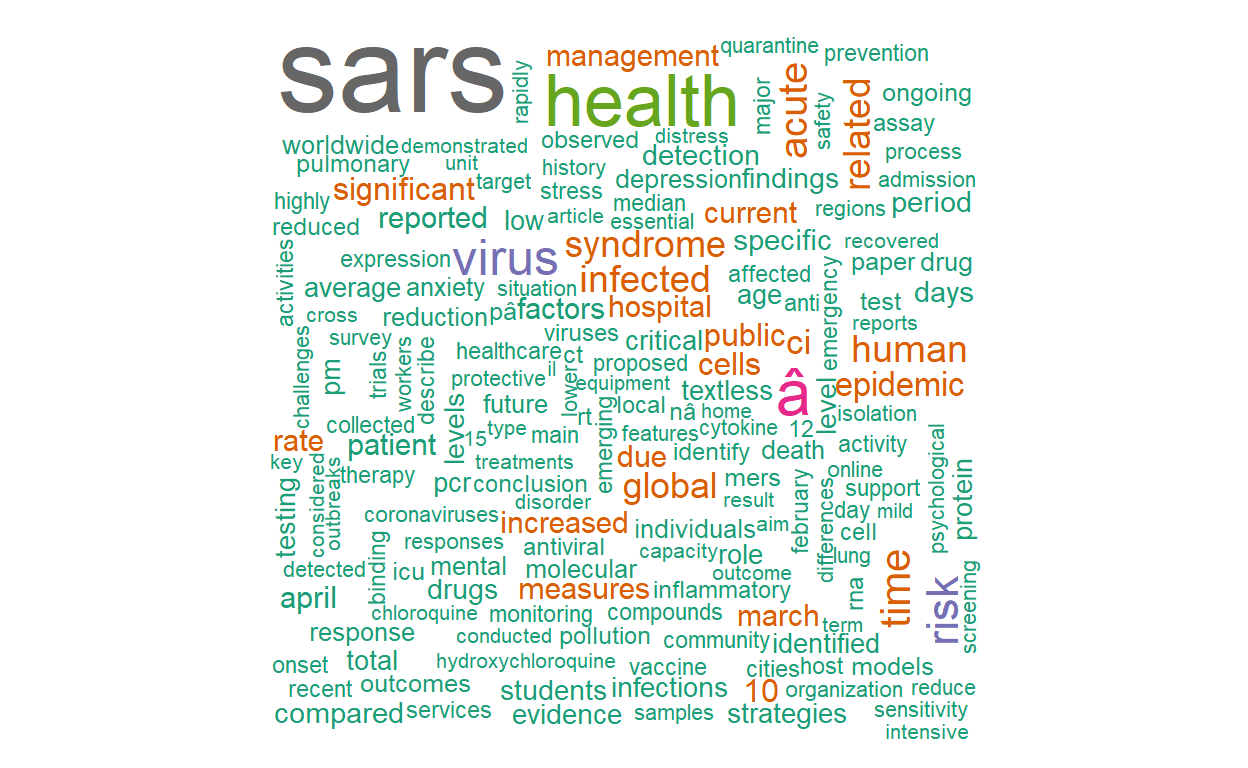 sars
rapidly
management
quarantine
prevention
health
major
acute
safety
related
ongoing
assay
worldwide
demonstrated
observed
distress
process
pulmonary
unit
history
detection
admission
highly
significant
target
stress
depression
findings
reduced
reported
low
article
median
essential
current
regions
period
activities
expression
virus
syndrome
specific
recovered
average
anxiety
situation
infected
affected
emergency
paper
drug
cross
reduction
pâ
factors
hospital
age
anti
test
days
challenges
survey
viruses
critical
public
ci
reports
pm
trials
workers
describe
healthcare
ct
proposed
cells
human
protective
il
lower
equipment
textless
â
level
epidemic
collected
levels
future
rt
local
nâ
home
isolation
rate
patient
15
type
main
emerging
features
cytokine
12
activity
key
considered
outbreaks
therapy
treatments
due
identify
death
online
psychological
protein
testing
pcr
conclusion
disorder
global
mers
result
february
differences
support
day
mild
coronaviruses
increased
individuals
aim
cell
responses
antiviral
capacity
role
lung
detected
binding
icu
mental
molecular
outcome
rna
time
risk
screening
april
drugs
measures
inflammatory
chloroquine
monitoring
compounds
march
term
response
conducted
pollution
community
identified
onset
total
hydroxychloroquine
vaccine
cities
host
models
recent
outcomes
students
infections
10
organization
reduce
compared
services
evidence
samples
strategies
sensitivity
intensive